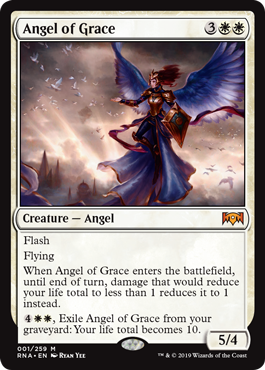 Angel of Grace 3
Creature — Angel
Flash
Flying
When Angel of Grace enters the battlefield,
until end of turn, damage that would reduce
your life total to less than 1 reduces it to 1
instead.
4, Exile Angel of Grace from your
graveyard: Your life total becomes 10.
5/4
001/259 M
RNA • EN Ryan Yee
™ & © 2019 Wizards of the Coast